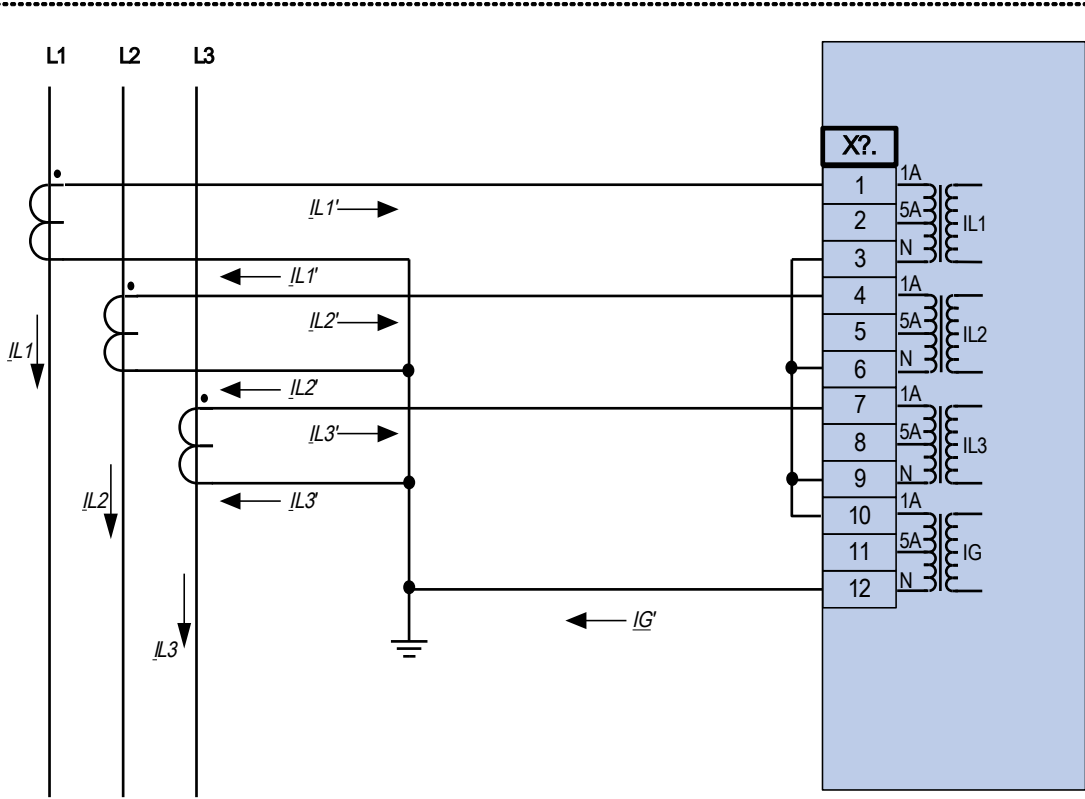 L1 L2 L3
X?.
1 1A
2 5A IL1
3 N
4 1A
5 5A IL2
6 N
7 1A
8 5A IL3
9 N
10 1A
11 5A IG
12 N
IL1'
IL1'
IL2'
IL1
IL2'
IL3'
IL2
IL3'
IG'
IL3